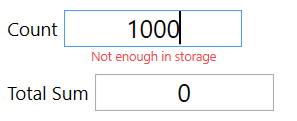 Count 1000
Not enough in storage
Total Sum 0